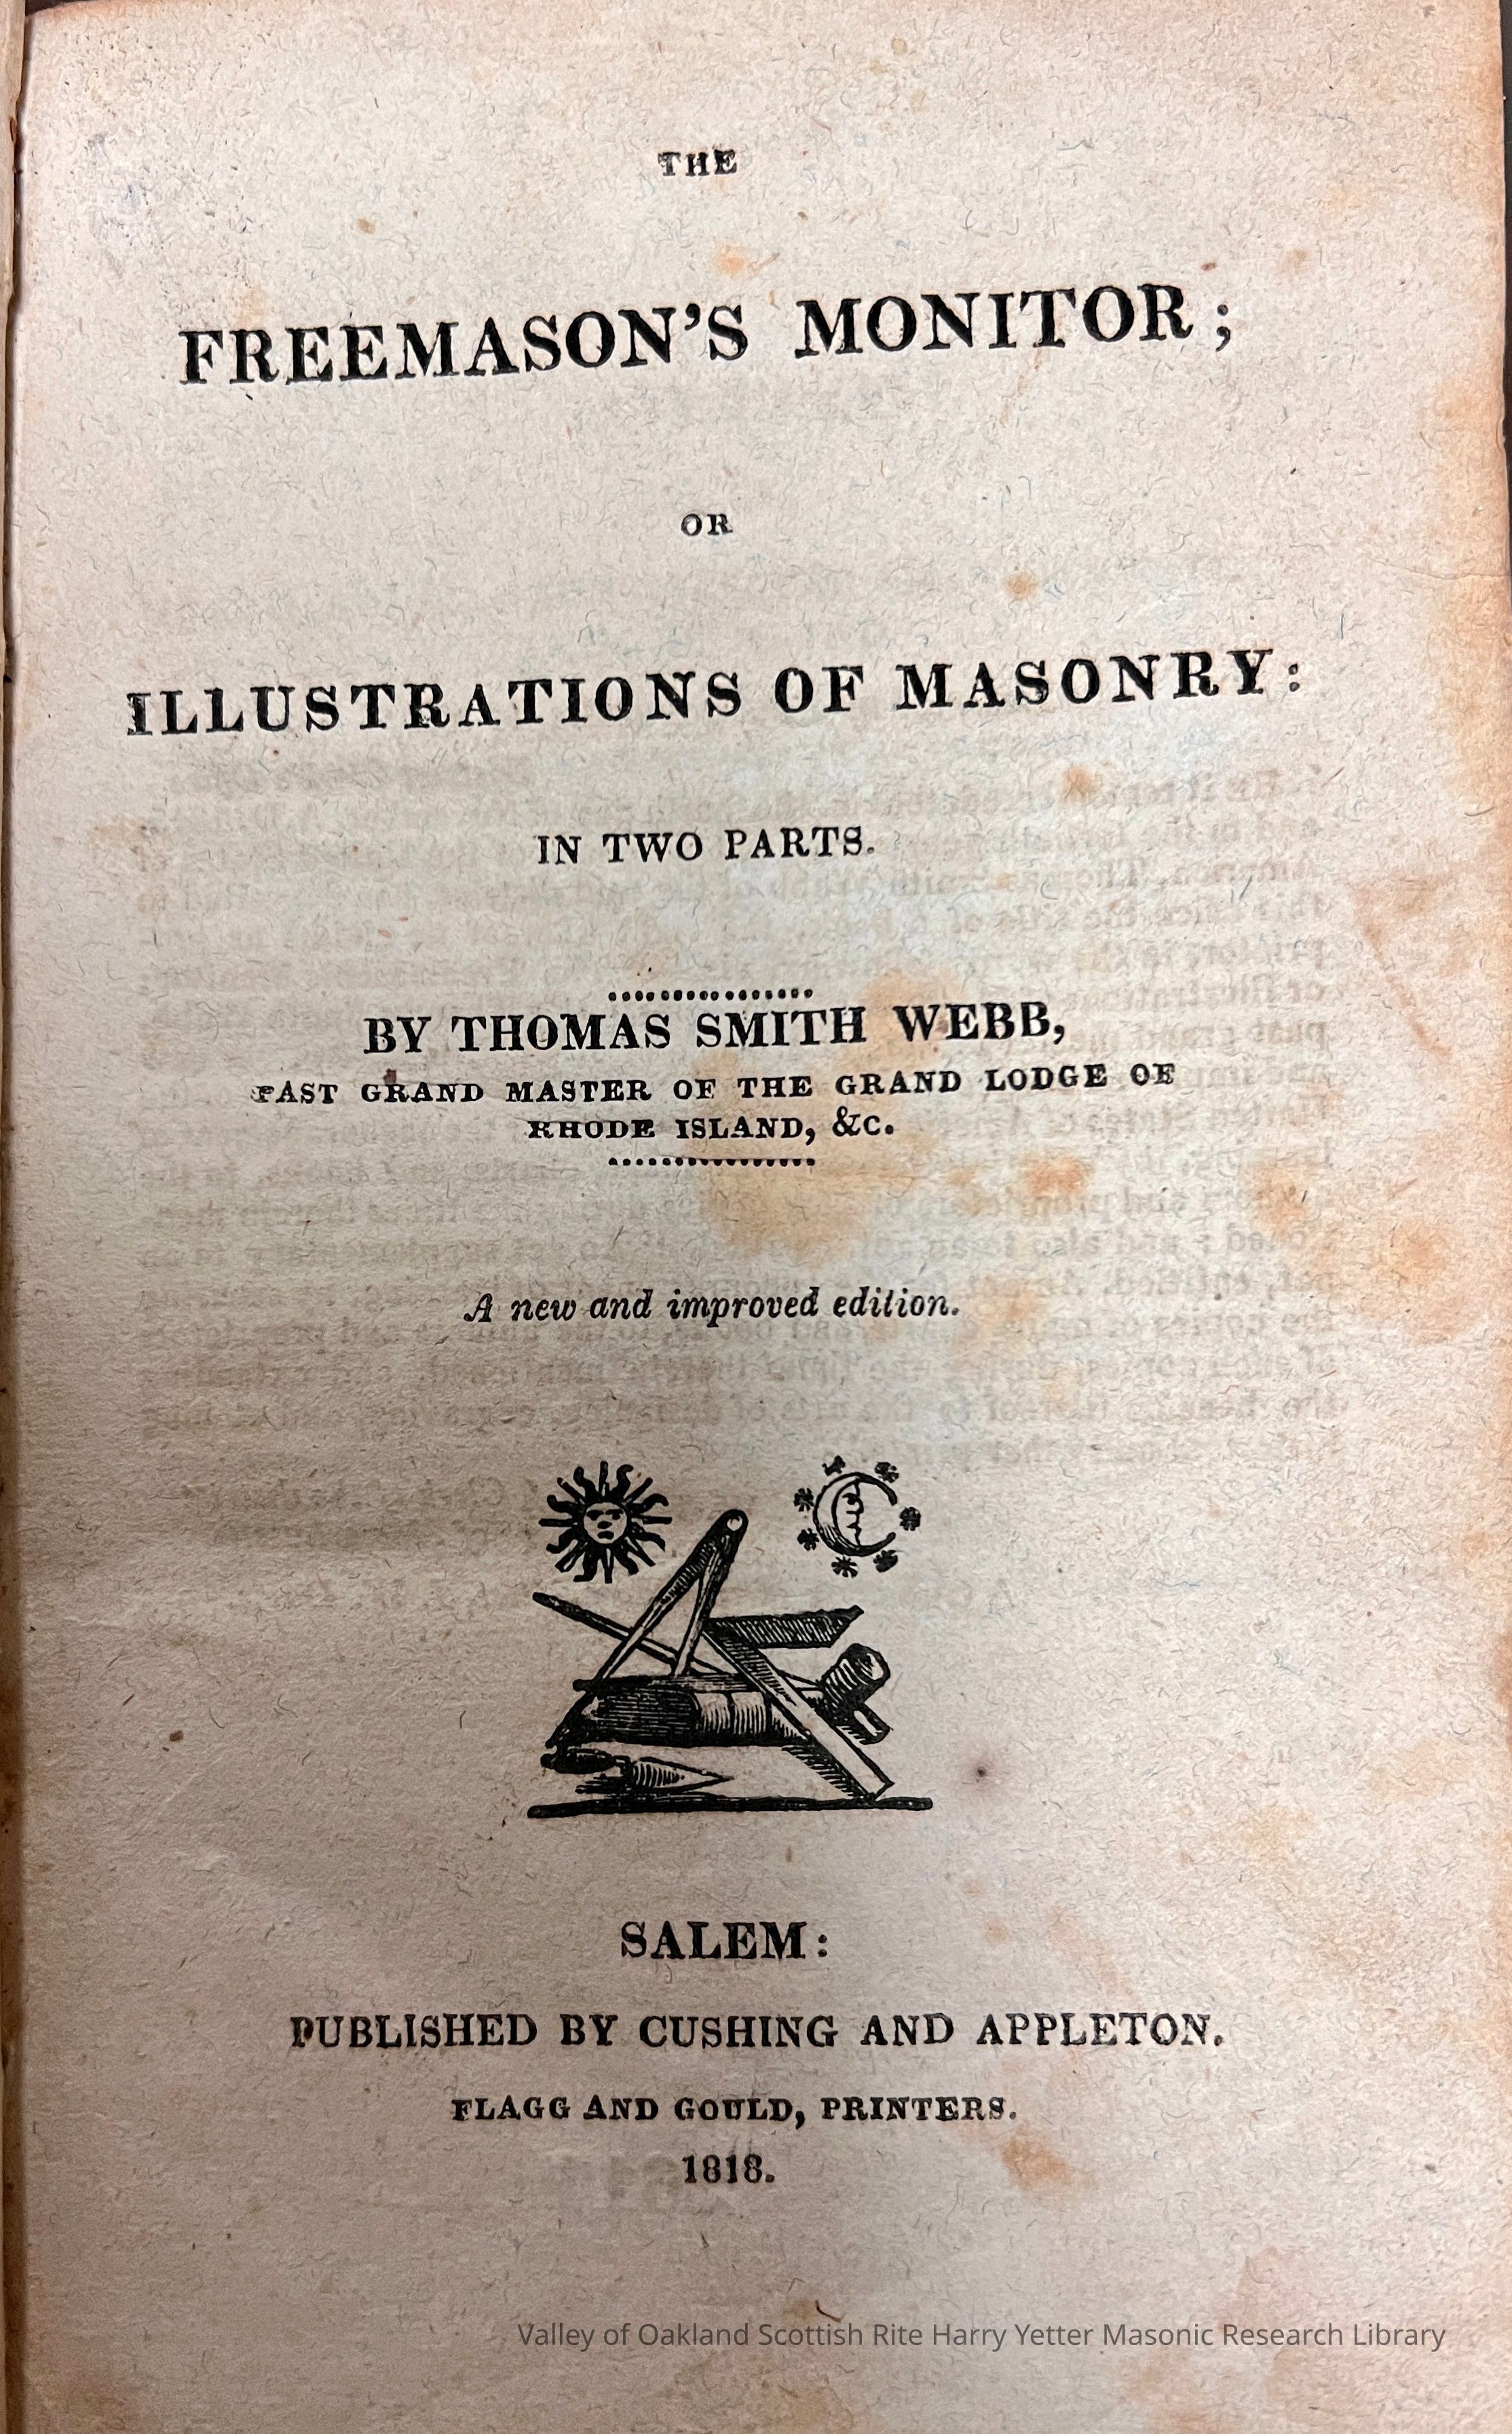 THE
FREEMASON'S MONITOR;
OR
ILLUSTRATIONS OF MASONRY:
IN TWO PARTS.
BY THOMAS SMITH WEBB,
PAST GRAND MASTER OF THE GRAND LODGE OF
RHODE ISLAND, &c.
A new and improved edition.
SALEM:
PUBLISHED BY CUSHING AND APPLETON.
FLAGG AND GOULD, PRINTERS.
1818.
Valley of Oakland Scottish Rite Harry Yetter Masonic Research Library